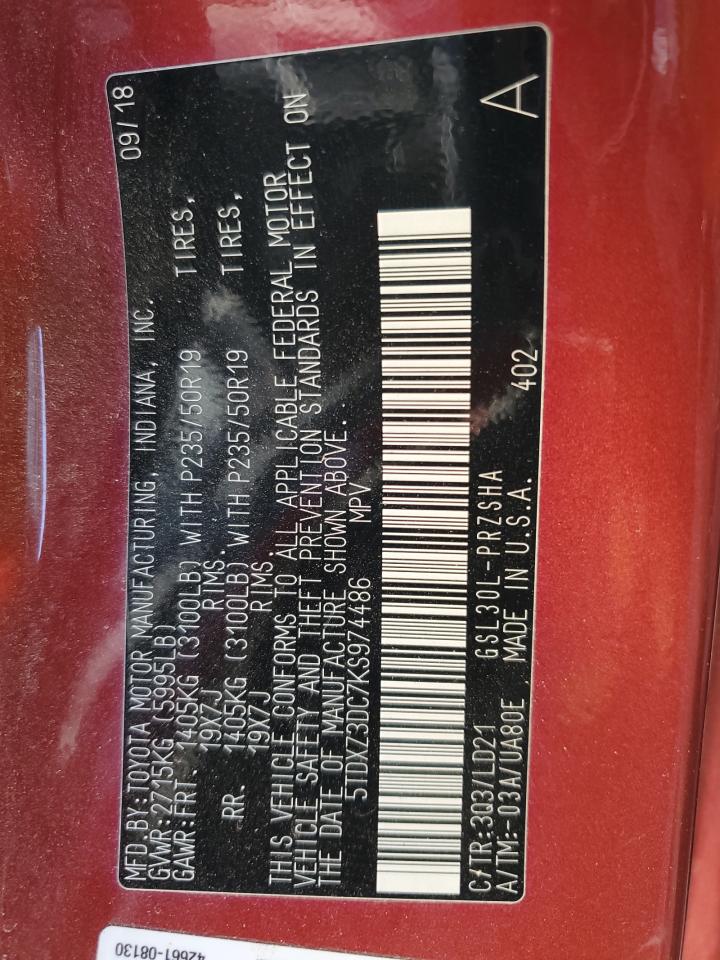 MFD.BY:TOYOTA MOTOR MANUFACTURING, INDIANA, INC. 09/18
GVWR:2715KG (5995LB)
GAWR:FRT. 1405KG (3100LB) WITH P235/50R19 TIRES,
19X7J RIMS.
RR. 1405KG (3100LB) WITH P235/50R19 TIRES,
19X7J RIMS.
THIS VEHICLE CONFORMS TO ALL APPLICABLE FEDERAL MOTOR
VEHICLE SAFETY AND THEFT PREVENTION STANDARDS IN EFFECT ON
THE DATE OF MANUFACTURE SHOWN ABOVE.
5TDXZ3DC7KS974486 MPV
C/TR:3Q3/LD21 GSL30L-PRZSHA 402 A
A/TM:-03A/UA80E MADE IN U.S.A.
42661-08130